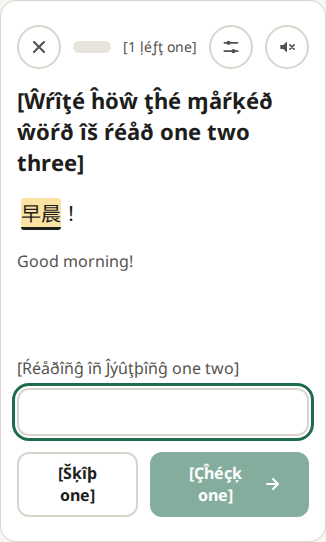 [1 ļéƒţ one]
[Ŵŕîţé ĥöŵ ţĥé ɱåŕķéð
ŵöŕð îš ŕéåð one two
three]
早晨！
Good morning!
[Ŕéåðîñĝ îñ Ĵýûţþîñĝ one two]
[Šķîþ
one]
[Çĥéçķ
one]